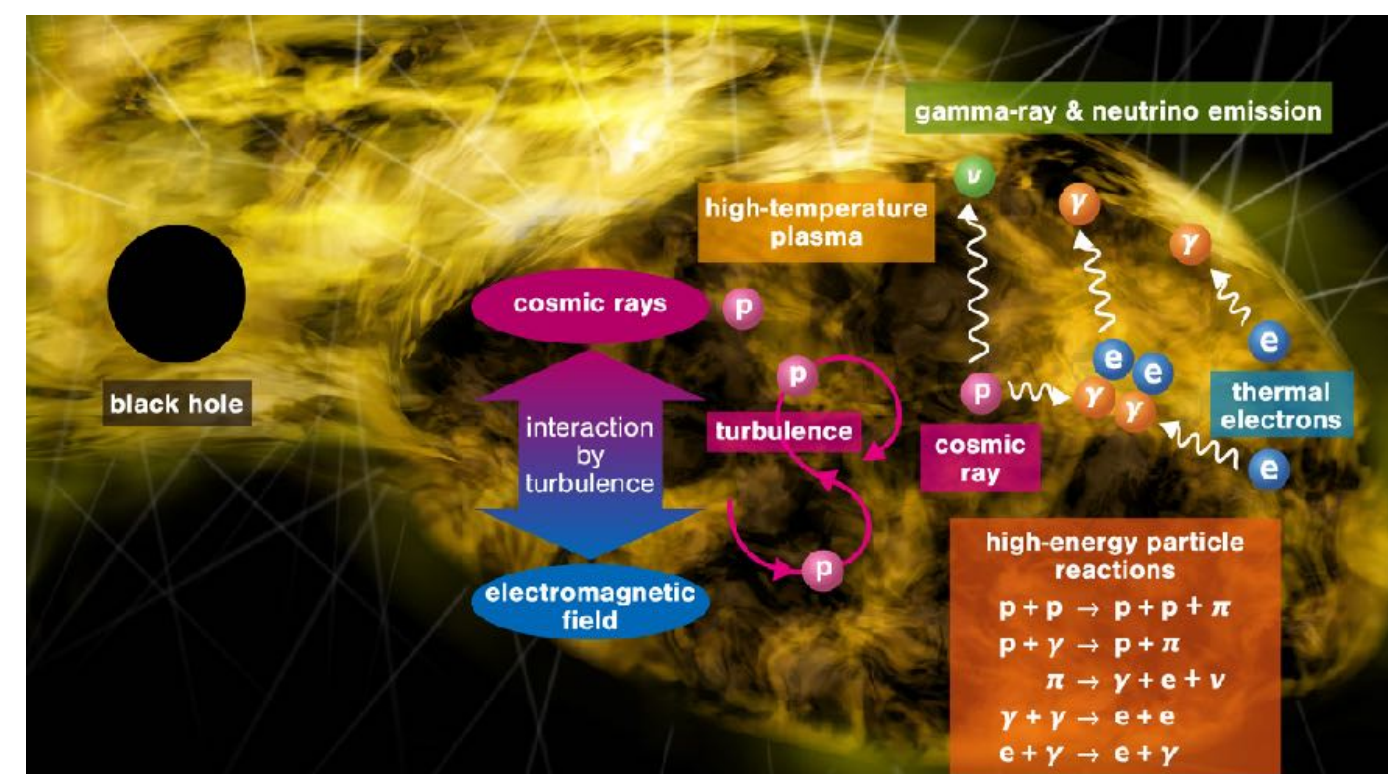 gamma-ray & neutrino emission
ν
γ
γ
high-temperature
plasma
cosmic rays
p
black hole
interaction
by
turbulence
p
turbulence
p
electromagnetic
field
p
cosmic
ray
e
e
γ
γ
e
thermal
electrons
e
high-energy particle
reactions
p + p → p + p + π
p + γ → p + π
π → γ + e + ν
γ + γ → e + e
e + γ → e + γ